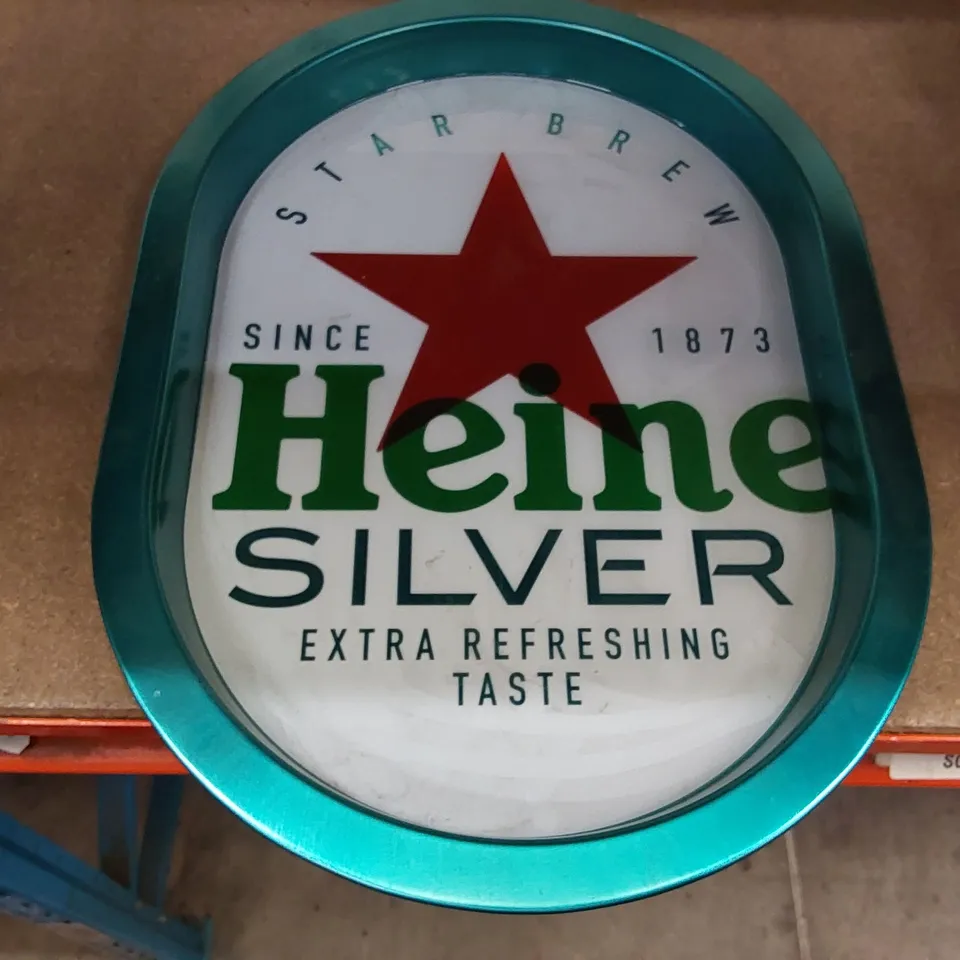 STAR BREW
SINCE 1873
Heine
SILVER
EXTRA REFRESHING
TASTE